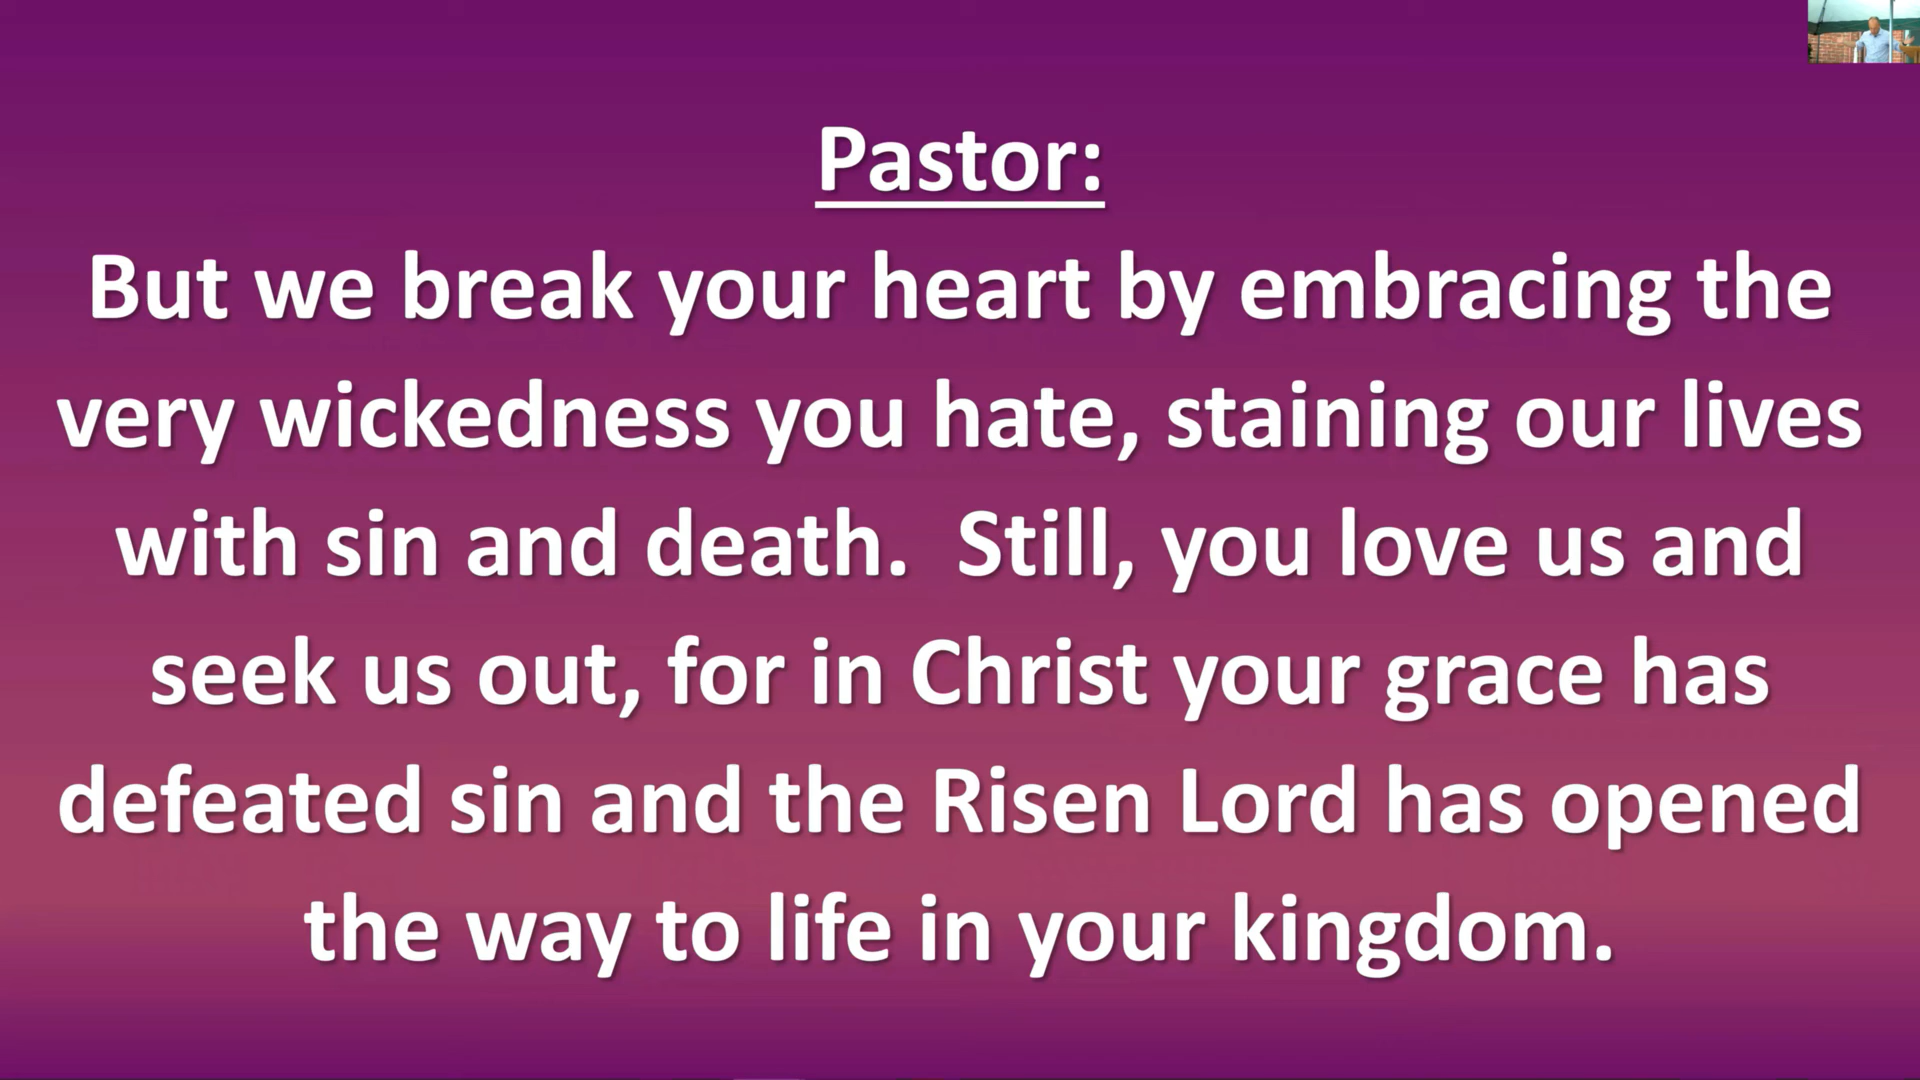 Pastor:
But we break your heart by embracing the
very wickedness you hate, staining our lives
with sin and death.  Still, you love us and
seek us out, for in Christ your grace has
defeated sin and the Risen Lord has opened
the way to life in your kingdom.